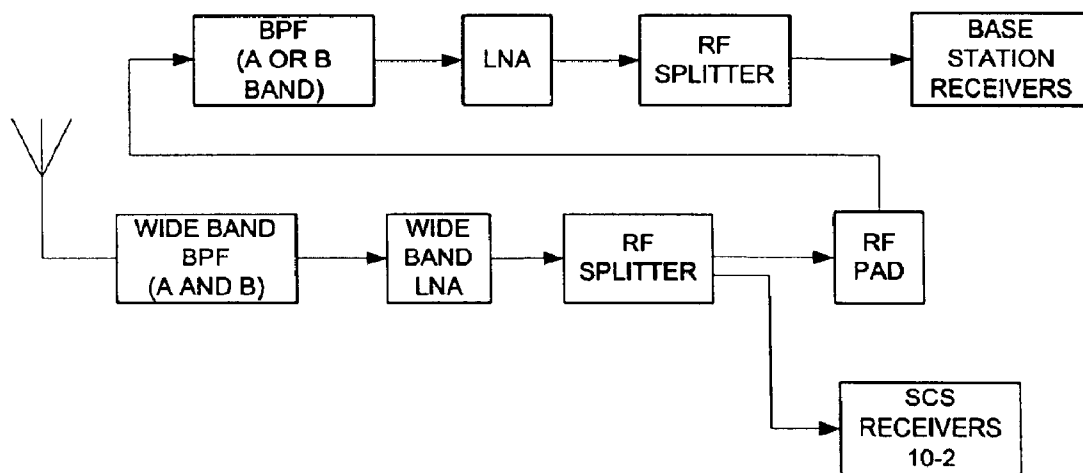 BPF
(A OR B
BAND)
LNA
RF
SPLITTER
BASE
STATION
RECEIVERS
WIDE BAND
BPF
(A AND B)
WIDE
BAND
LNA
RF
SPLITTER
RF
PAD
SCS
RECEIVERS
10-2